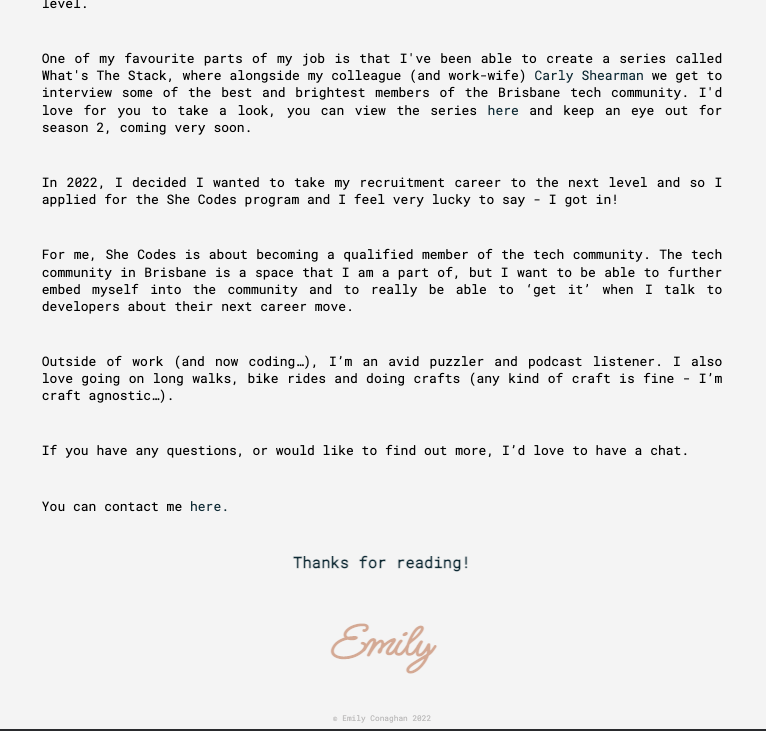 level.
One of my favourite parts of my job is that I've been able to create a series called
What's The Stack, where alongside my colleague (and work-wife) Carly Shearman we get to
interview some of the best and brightest members of the Brisbane tech community. I'd
love for you to take a look, you can view the series here and keep an eye out for
season 2, coming very soon.
In 2022, I decided I wanted to take my recruitment career to the next level and so I
applied for the She Codes program and I feel very lucky to say - I got in!
For me, She Codes is about becoming a qualified member of the tech community. The tech
community in Brisbane is a space that I am a part of, but I want to be able to further
embed myself into the community and to really be able to ‘get it’ when I talk to
developers about their next career move.
Outside of work (and now coding…), I’m an avid puzzler and podcast listener. I also
love going on long walks, bike rides and doing crafts (any kind of craft is fine - I’m
craft agnostic…).
If you have any questions, or would like to find out more, I’d love to have a chat.
You can contact me here.
Thanks for reading!
Emily
© Emily Conaghan 2022